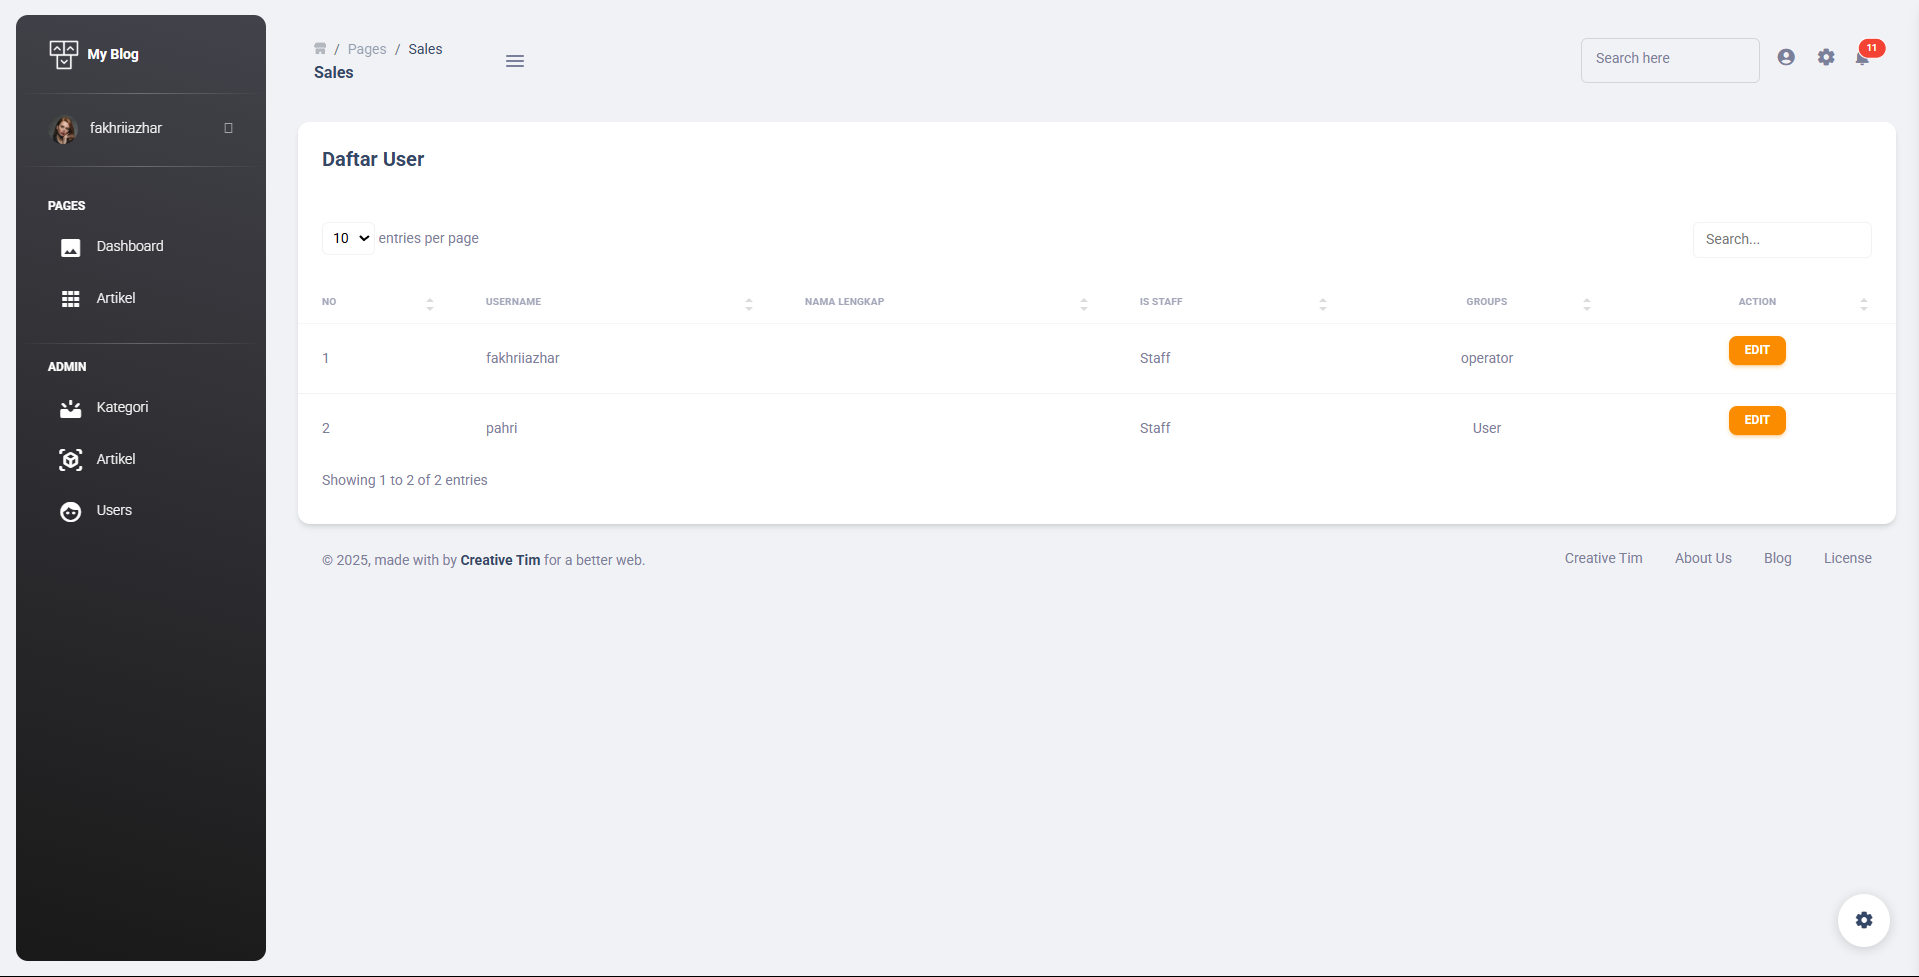 My Blog
fakhriiazhar
PAGES
Dashboard
Artikel
ADMIN
Kategori
Artikel
Users
/ Pages / Sales
Sales
Search here
11
Daftar User
10 entries per page
Search...
NO USERNAME NAMA LENGKAP IS STAFF GROUPS ACTION
1 fakhriiazhar Staff operator EDIT
2 pahri Staff User EDIT
Showing 1 to 2 of 2 entries
© 2025, made with by Creative Tim for a better web.
Creative Tim About Us Blog License